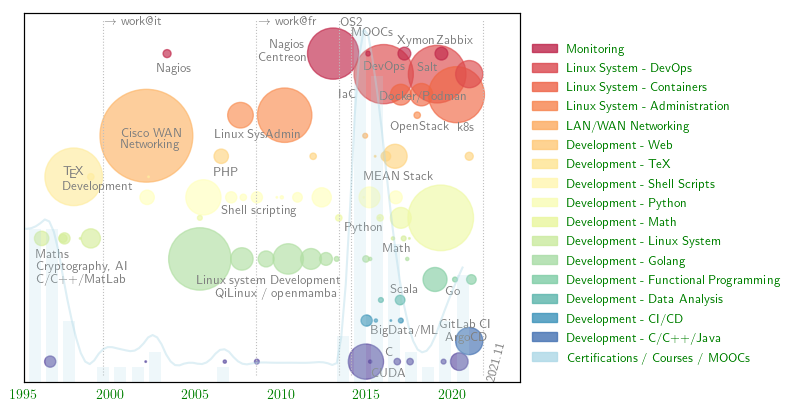 → work@it
→ work@fr
OS2
MOOCs
Nagios
Centreon
Xymon
Zabbix
Nagios
DevOps
Salt
IaC
Docker/Podman
OpenStack
k8s
Cisco WAN
Networking
Linux SysAdmin
PHP
MEAN Stack
TeX
Development
Shell scripting
Python
Math
Maths
Cryptography, AI
C/C++/MatLab
Linux system Development
QiLinux / openmamba
Scala
Go
BigData/ML
GitLab CI
ArgoCD
C
CUDA
2021.11
1995
2000
2005
2010
2015
2020
Monitoring
Linux System - DevOps
Linux System - Containers
Linux System - Administration
LAN/WAN Networking
Development - Web
Development - TeX
Development - Shell Scripts
Development - Python
Development - Math
Development - Linux System
Development - Golang
Development - Functional Programming
Development - Data Analysis
Development - CI/CD
Development - C/C++/Java
Certifications / Courses / MOOCs